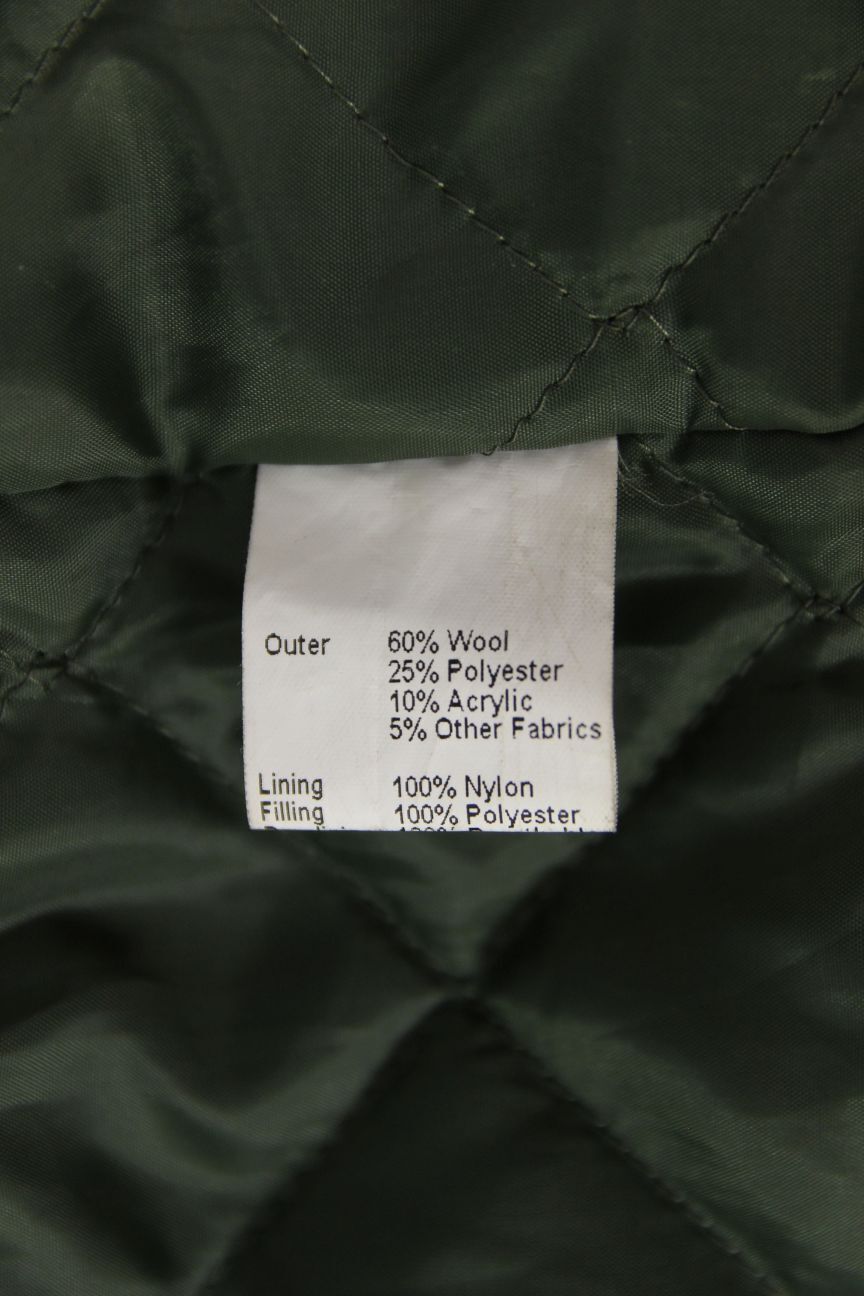 Outer 60% Wool
25% Polyester
10% Acrylic
5% Other Fabrics
Lining 100% Nylon
Filling 100% Polyester